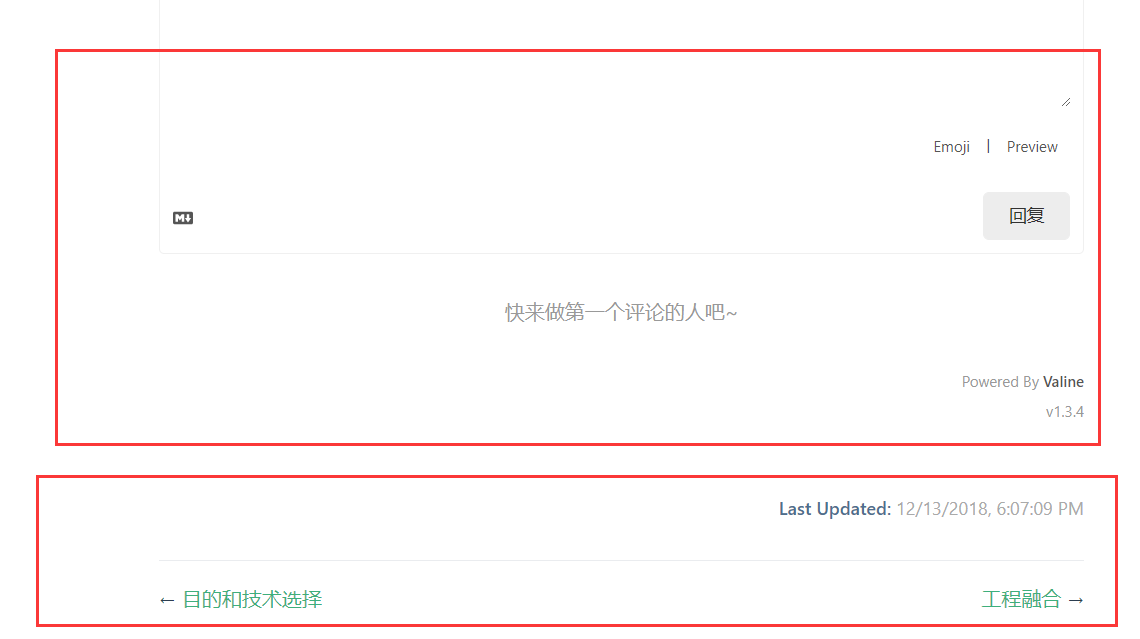 Emoji | Preview
M↓ 回复
快来做第一个评论的人吧~
Powered By Valine
v1.3.4
Last Updated: 12/13/2018, 6:07:09 PM
← 目的和技术选择 工程融合 →